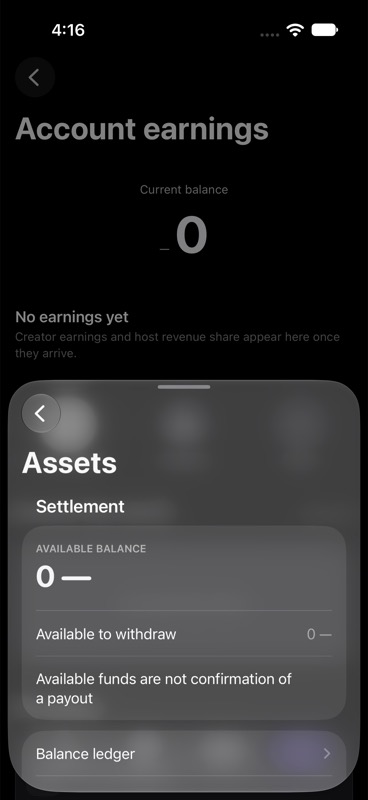 4:16
Account earnings
Current balance
_ 0
No earnings yet
Creator earnings and host revenue share appear here once
they arrive.
Assets
Settlement
AVAILABLE BALANCE
0 —
Available to withdraw 0 —
Available funds are not confirmation of
a payout
Balance ledger